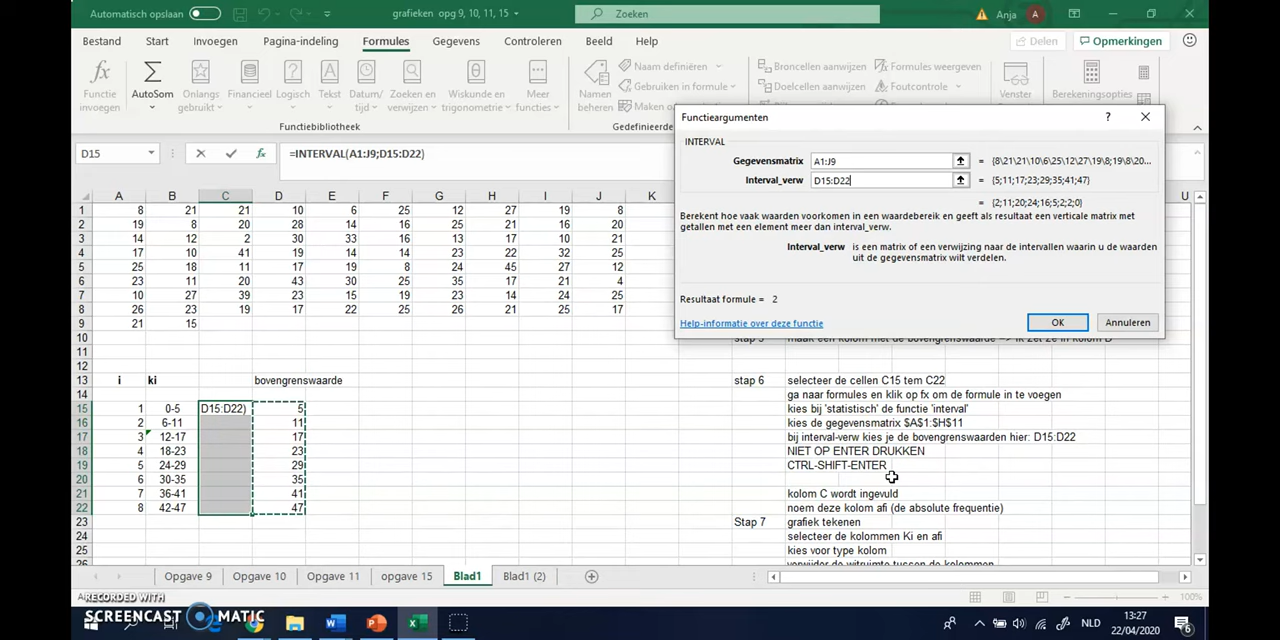 Automatisch opslaan
grafieken opg 9, 10, 11, 15
Zoeken
Anja
A
Bestand Start Invoegen Pagina-indeling Formules Gegevens Controleren Beeld Help
Delen
Opmerkingen
Functie invoegen
AutoSom
Onlangs gebruikt
Financieel
Logisch
Tekst
Datum/ tijd
Zoeken en verwijzen
Wiskunde en trigonometrie
Meer functies
Namen beheren
Naam definiëren
Gebruiken in formule
Broncellen aanwijzen
Doelcellen aanwijzen
Formules weergeven
Foutcontrole
Venster
Berekeningsopties
Functiebibliotheek
Gedefinieerde
D15
=INTERVAL(A1:J9;D15:D22)
Functieargumenten
INTERVAL
Gegevensmatrix A1:J9 = {8\21\21\10\6\25\12\27\19\8;19\8\20...
Interval_verw D15:D22 = {5;11;17;23;29;35;41;47}
= {2;11;20;24;16;5;2;2;0}
Berekent hoe vaak waarden voorkomen in een waardebereik en geeft als resultaat een verticale matrix met
getallen met een element meer dan interval_verw.
Interval_verw is een matrix of een verwijzing naar de intervallen waarin u de waarden
uit de gegevensmatrix wilt verdelen.
Resultaat formule = 2
Help-informatie over deze functie
OK
Annuleren
A B C D E F G H I J K U
1 8 21 21 10 6 25 12 27 19 8
2 19 8 20 28 14 16 25 21 16 20
3 14 12 2 30 33 16 13 17 10 21
4 17 10 41 19 14 14 23 22 32 25
5 25 18 11 17 19 8 24 45 27 12
6 23 11 20 43 30 25 35 17 21 4
7 10 27 39 23 15 19 23 14 24 25
8 26 23 19 17 22 25 26 21 25 17
9 21 15
10
11
12
13 i ki bovengrenswaarde stap 6 selecteer de cellen C15 tem C22
14 ga naar formules en klik op fx om de formule in te voegen
15 1 0-5 D15:D22) 5 kies bij 'statistisch' de functie 'interval'
16 2 6-11 11 kies de gegevensmatrix $A$1:$H$11
17 3 12-17 17 bij interval-verw kies je de bovengrenswaarden hier: D15:D22
18 4 18-23 23 NIET OP ENTER DRUKKEN
19 5 24-29 29 CTRL-SHIFT-ENTER
20 6 30-35 35
21 7 36-41 41 kolom C wordt ingevuld
22 8 42-47 47 noem deze kolom afi (de absolute frequentie)
23 Stap 7 grafiek tekenen
24 selecteer de kolommen Ki en afi
25 kies voor type kolom
26 verwijder de witruimte tussen de kolommen
Opgave 9 Opgave 10 Opgave 11 opgave 15 Blad1 Blad1 (2)
100%
RECORDED WITH
SCREENCAST MATIC
NLD
13:27
22/04/2020
6